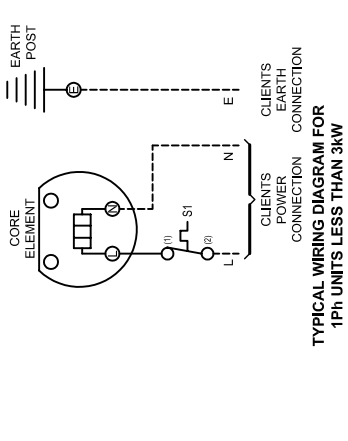 EARTH
POST
E
E
CLIENTS
EARTH
CONNECTION
CORE
ELEMENT
N
N
L
(1)
(2)
S1
L
CLIENTS
POWER
CONNECTION
TYPICAL WIRING DIAGRAM FOR
1Ph UNITS LESS THAN 3kW